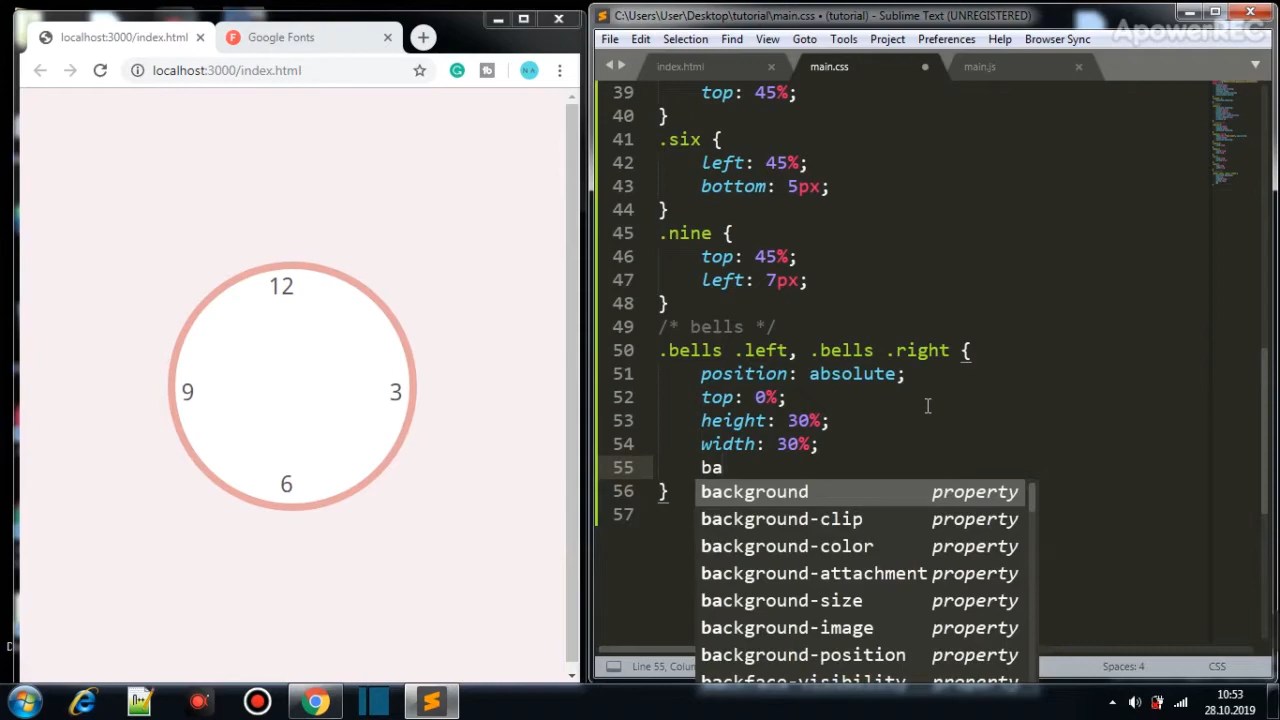 localhost:3000/index.html
Google Fonts
localhost:3000/index.html
NA
12
9
3
6
C:\Users\User\Desktop\tutorial\main.css • (tutorial) - Sublime Text (UNREGISTERED)
ApowerREC
File Edit Selection Find View Goto Tools Project Preferences Help Browser Sync
index.html
main.css
main.js
39 top: 45%;
40 }
41 .six {
42 left: 45%;
43 bottom: 5px;
44 }
45 .nine {
46 top: 45%;
47 left: 7px;
48 }
49 /* bells */
50 .bells .left, .bells .right {
51 position: absolute;
52 top: 0%;
53 height: 30%;
54 width: 30%;
55 ba
56 }
57
background property
background-clip property
background-color property
background-attachment property
background-size property
background-image property
background-position property
backface-visibility property
Line 55, Colum
Spaces: 4
CSS
10:53
28.10.2019